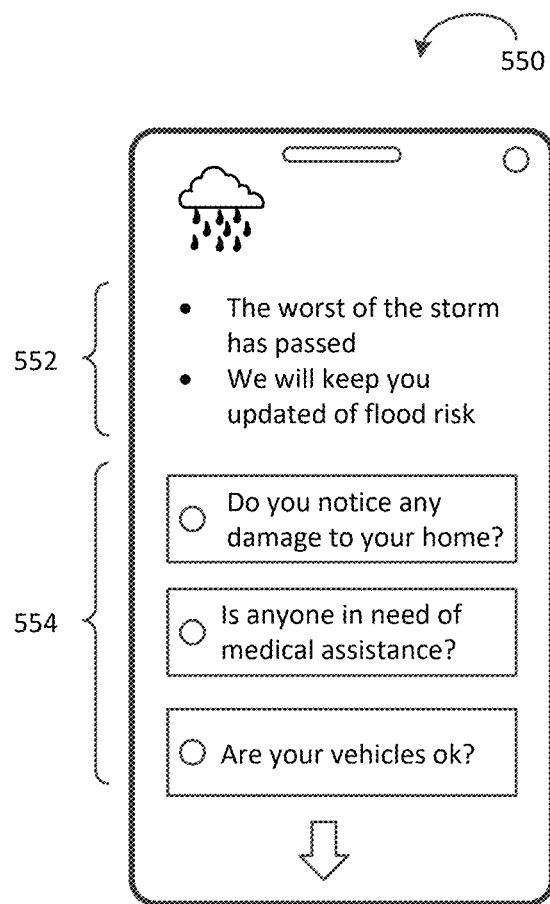 550
552
• The worst of the storm
has passed
• We will keep you
updated of flood risk
554
Do you notice any
damage to your home?
Is anyone in need of
medical assistance?
Are your vehicles ok?